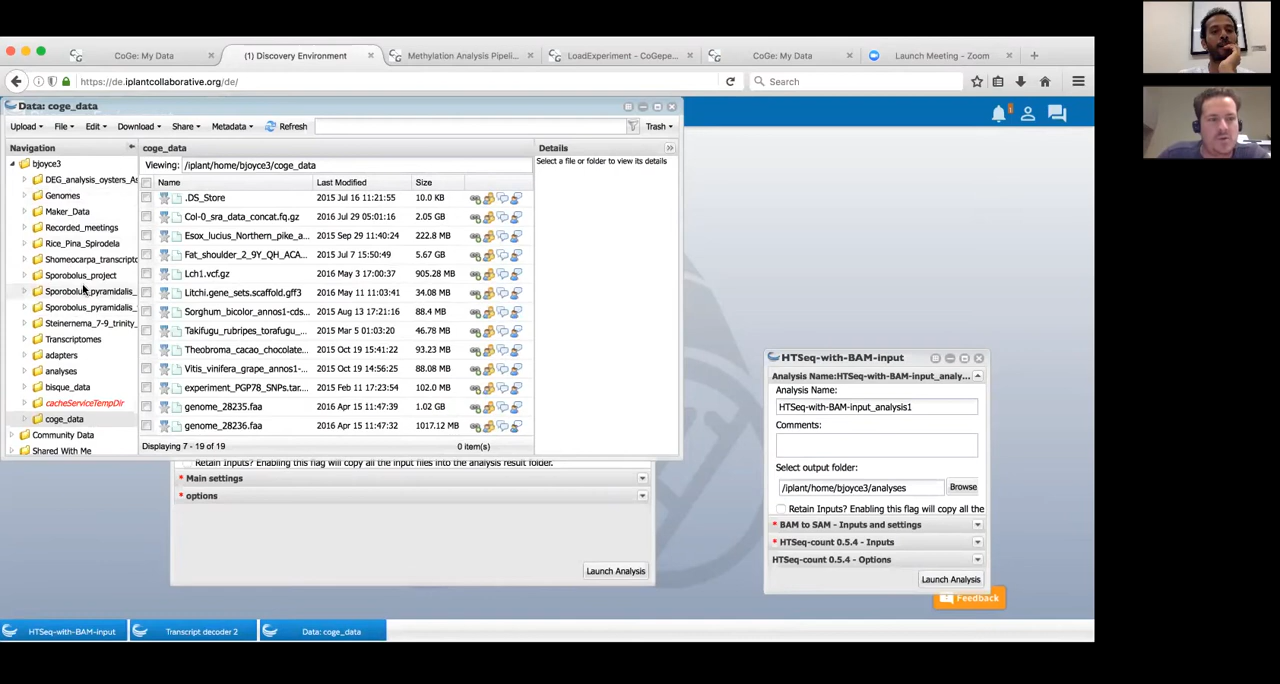 CoGe: My Data
(1) Discovery Environment
Methylation Analysis Pipeli...
LoadExperiment - CoGepe...
CoGe: My Data
Launch Meeting - Zoom
https://de.iplantcollaborative.org/de/
Search
Data: coge_data
Upload File Edit Download Share Metadata Refresh Trash
Navigation
coge_data
Details
bjoyce3
Viewing: /iplant/home/bjoyce3/coge_data
Select a file or folder to view its details
DEG_analysis_oysters_As
Genomes
Maker_Data
Recorded_meetings
Rice_Pina_Spirodela
Shomeocarpa_transcripto
Sporobolus_project
Sporobolus_pyramidalis_
Sporobolus_pyramidalis_
Steinernema_7-9_trinity_
Transcriptomes
adapters
analyses
bisque_data
cacheServiceTempDir
coge_data
Community Data
Shared With Me
Name Last Modified Size
.DS_Store 2015 Jul 16 11:21:55 10.0 KB
Col-0_sra_data_concat.fq.gz 2016 Jul 29 05:01:16 2.05 GB
Esox_lucius_Northern_pike_a... 2015 Sep 29 11:40:24 222.8 MB
Fat_shoulder_2_9Y_QH_ACA... 2015 Jul 7 15:50:49 5.67 GB
Lch1.vcf.gz 2016 May 3 17:00:37 905.28 MB
Litchi.gene_sets.scaffold.gff3 2016 May 11 11:03:41 34.08 MB
Sorghum_bicolor_annos1-cds... 2015 Aug 13 17:21:16 88.4 MB
Takifugu_rubripes_torafugu_... 2015 Mar 5 01:03:20 46.78 MB
Theobroma_cacao_chocolate... 2015 Oct 19 15:41:22 93.23 MB
Vitis_vinifera_grape_annos1-... 2015 Oct 19 14:56:25 88.08 MB
experiment_PGP78_SNPs.tar... 2015 Feb 11 17:23:54 102.0 MB
genome_28235.faa 2016 Apr 15 11:47:39 1.02 GB
genome_28236.faa 2016 Apr 15 11:47:32 1017.12 MB
Displaying 7 - 19 of 19 0 item(s)
Retain Inputs? Enabling this flag will copy all the input files into the analysis result folder.
* Main settings
* options
Launch Analysis
HTSeq-with-BAM-input
Analysis Name:HTSeq-with-BAM-input_analy...
Analysis Name:
HTSeq-with-BAM-input_analysis1
Comments:
Select output folder:
/iplant/home/bjoyce3/analyses
Browse
Retain Inputs? Enabling this flag will copy all the
* BAM to SAM - Inputs and settings
* HTSeq-count 0.5.4 - Inputs
HTSeq-count 0.5.4 - Options
Launch Analysis
Feedback
HTSeq-with-BAM-input
Transcript decoder 2
Data: coge_data